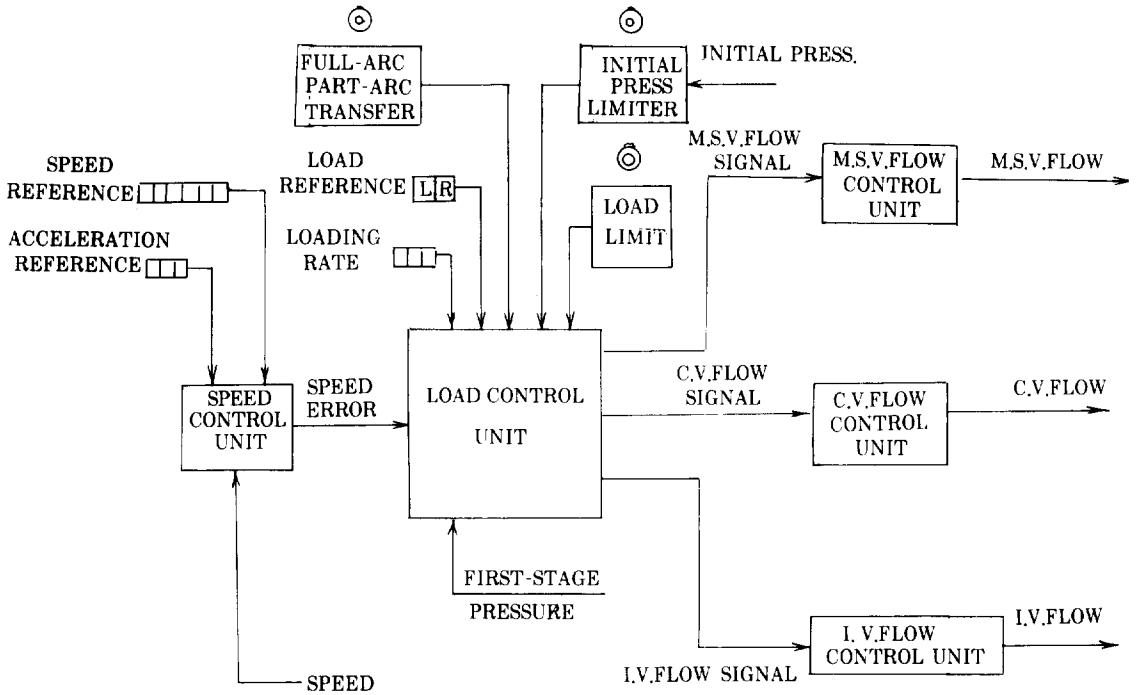 FULL-ARC
PART-ARC
TRANSFER
INITIAL
PRESS
LIMITER
INITIAL PRESS.
M.S.V.FLOW
SIGNAL
M.S.V.FLOW
CONTROL
UNIT
M.S.V.FLOW
SPEED
REFERENCE
LOAD
REFERENCE
L R
LOAD
LIMIT
ACCELERATION
REFERENCE
LOADING
RATE
SPEED
CONTROL
UNIT
SPEED
ERROR
LOAD CONTROL
UNIT
C.V.FLOW
SIGNAL
C.V.FLOW
CONTROL
UNIT
C.V.FLOW
FIRST-STAGE
PRESSURE
SPEED
I.V.FLOW SIGNAL
I.V.FLOW
CONTROL UNIT
I.V.FLOW